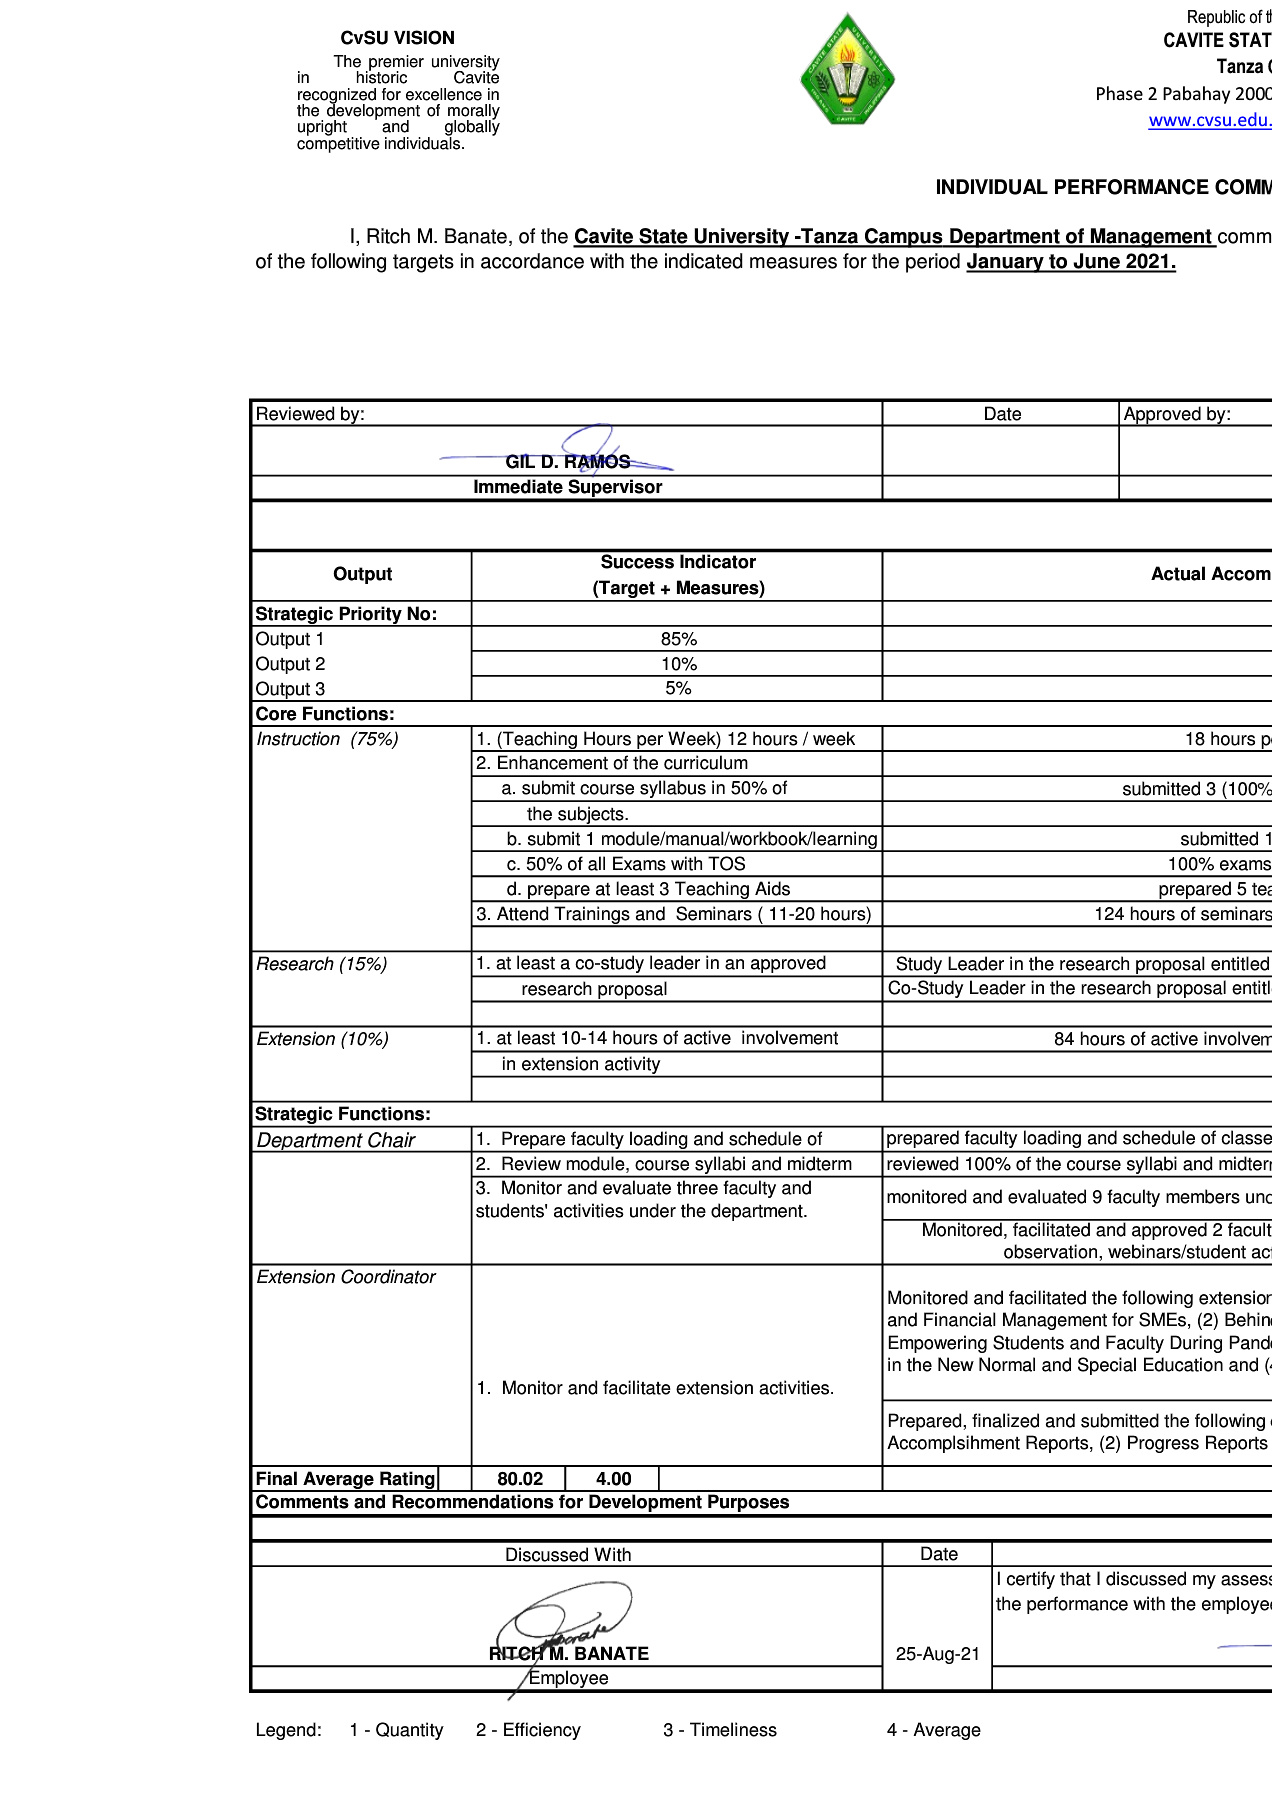 CvSU VISION
The premier university
in historic Cavite
recognized for excellence in
the development of morally
upright and globally
competitive individuals.
Republic of th
CAVITE STAT
Tanza C
Phase 2 Pabahay 2000
www.cvsu.edu.
INDIVIDUAL PERFORMANCE COMM
I, Ritch M. Banate, of the Cavite State University -Tanza Campus Department of Management comm
of the following targets in accordance with the indicated measures for the period January to June 2021.
Reviewed by: Date Approved by:
GIL D. RAMOS
Immediate Supervisor
Output Success Indicator (Target + Measures) Actual Accom
Strategic Priority No:
Output 1 85%
Output 2 10%
Output 3 5%
Core Functions:
Instruction (75%) 1. (Teaching Hours per Week) 12 hours / week 18 hours pe
2. Enhancement of the curriculum
a. submit course syllabus in 50% of submitted 3 (100%
the subjects.
b. submit 1 module/manual/workbook/learning submitted 1
c. 50% of all Exams with TOS 100% exams
d. prepare at least 3 Teaching Aids prepared 5 tea
3. Attend Trainings and Seminars ( 11-20 hours) 124 hours of seminars
Research (15%) 1. at least a co-study leader in an approved Study Leader in the research proposal entitled
research proposal Co-Study Leader in the research proposal entitl
Extension (10%) 1. at least 10-14 hours of active involvement 84 hours of active involvem
in extension activity
Strategic Functions:
Department Chair 1. Prepare faculty loading and schedule of prepared faculty loading and schedule of classe
2. Review module, course syllabi and midterm reviewed 100% of the course syllabi and midterm
3. Monitor and evaluate three faculty and
students' activities under the department.
monitored and evaluated 9 faculty members und
Monitored, facilitated and approved 2 facult
observation, webinars/student act
Extension Coordinator
1. Monitor and facilitate extension activities.
Monitored and facilitated the following extension
and Financial Management for SMEs, (2) Behin
Empowering Students and Faculty During Pande
in the New Normal and Special Education and (4
Prepared, finalized and submitted the following e
Accomplsihment Reports, (2) Progress Reports
Final Average Rating 80.02 4.00
Comments and Recommendations for Development Purposes
Discussed With Date
I certify that I discussed my assess
the performance with the employee
RITCH M. BANATE 25-Aug-21
Employee
Legend: 1 - Quantity 2 - Efficiency 3 - Timeliness 4 - Average